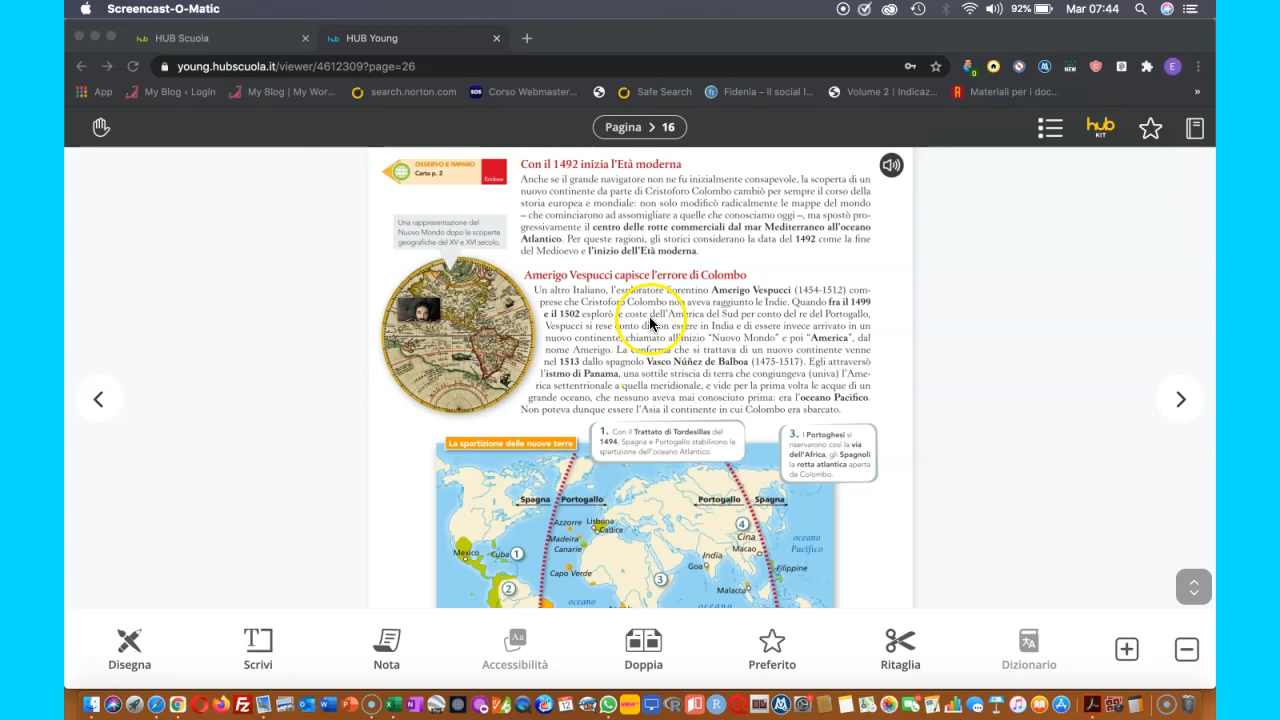 Screencast-O-Matic
92%
Mar 07:44
HUB Scuola
HUB Young
young.hubscuola.it/viewer/4612309?page=26
E
App
My Blog ‹ Login
My Blog | My Wor...
search.norton.com
SOS
Corso Webmaster...
Safe Search
Fidenia – Il social l...
Volume 2 | Indicaz...
Materiali per i doc...
»
Pagina > 16
hub
KIT
OSSERVO E IMPARO
Carta p. 2
Erickson
Con il 1492 inizia l'Età moderna
Anche se il grande navigatore non ne fu inizialmente consapevole, la scoperta di un
nuovo continente da parte di Cristoforo Colombo cambiò per sempre il corso della
storia europea e mondiale: non solo modificò radicalmente le mappe del mondo
– che cominciarono ad assomigliare a quelle che conosciamo oggi –, ma spostò pro-
gressivamente il centro delle rotte commerciali dal mar Mediterraneo all'oceano
Atlantico. Per queste ragioni, gli storici considerano la data del 1492 come la fine
del Medioevo e l'inizio dell'Età moderna.
Una rappresentazione del
Nuovo Mondo dopo le scoperte
geografiche del XV e XVI secolo.
Amerigo Vespucci capisce l'errore di Colombo
Un altro Italiano, l'esploratore fiorentino Amerigo Vespucci (1454-1512) com-
prese che Cristoforo Colombo non aveva raggiunto le Indie. Quando fra il 1499
e il 1502 esplorò le coste dell'America del Sud per conto del re del Portogallo,
Vespucci si rese conto di non essere in India e di essere invece arrivato in un
nuovo continente, chiamato all'inizio "Nuovo Mondo" e poi "America", dal
nome Amerigo. La conferma che si trattava di un nuovo continente venne
nel 1513 dallo spagnolo Vasco Núñez de Balboa (1475-1517). Egli attraversò
l'istmo di Panama, una sottile striscia di terra che congiungeva (univa) l'Ame-
rica settentrionale a quella meridionale, e vide per la prima volta le acque di un
grande oceano, che nessuno aveva mai conosciuto prima: era l'oceano Pacifico.
Non poteva dunque essere l'Asia il continente in cui Colombo era sbarcato.
La spartizione delle nuove terre
1. Con il Trattato di Tordesillas del
1494, Spagna e Portogallo stabilirono la
spartizione dell'oceano Atlantico.
3. I Portoghesi si
riservarono così la via
dell'Africa, gli Spagnoli
la rotta atlantica aperta
da Colombo.
Spagna Portogallo
Portogallo Spagna
Azzorre
Lisbona
Cadice
Madeira
Canarie
Capo Verde
Mexico
Cuba
1
2
3
4
Cina
Macao
India
Goa
Filippine
Malacca
oceano
Pacifico
oceano
Disegna
Scrivi
Nota
Aa
Accessibilità
Doppia
Preferito
Ritaglia
Dizionario